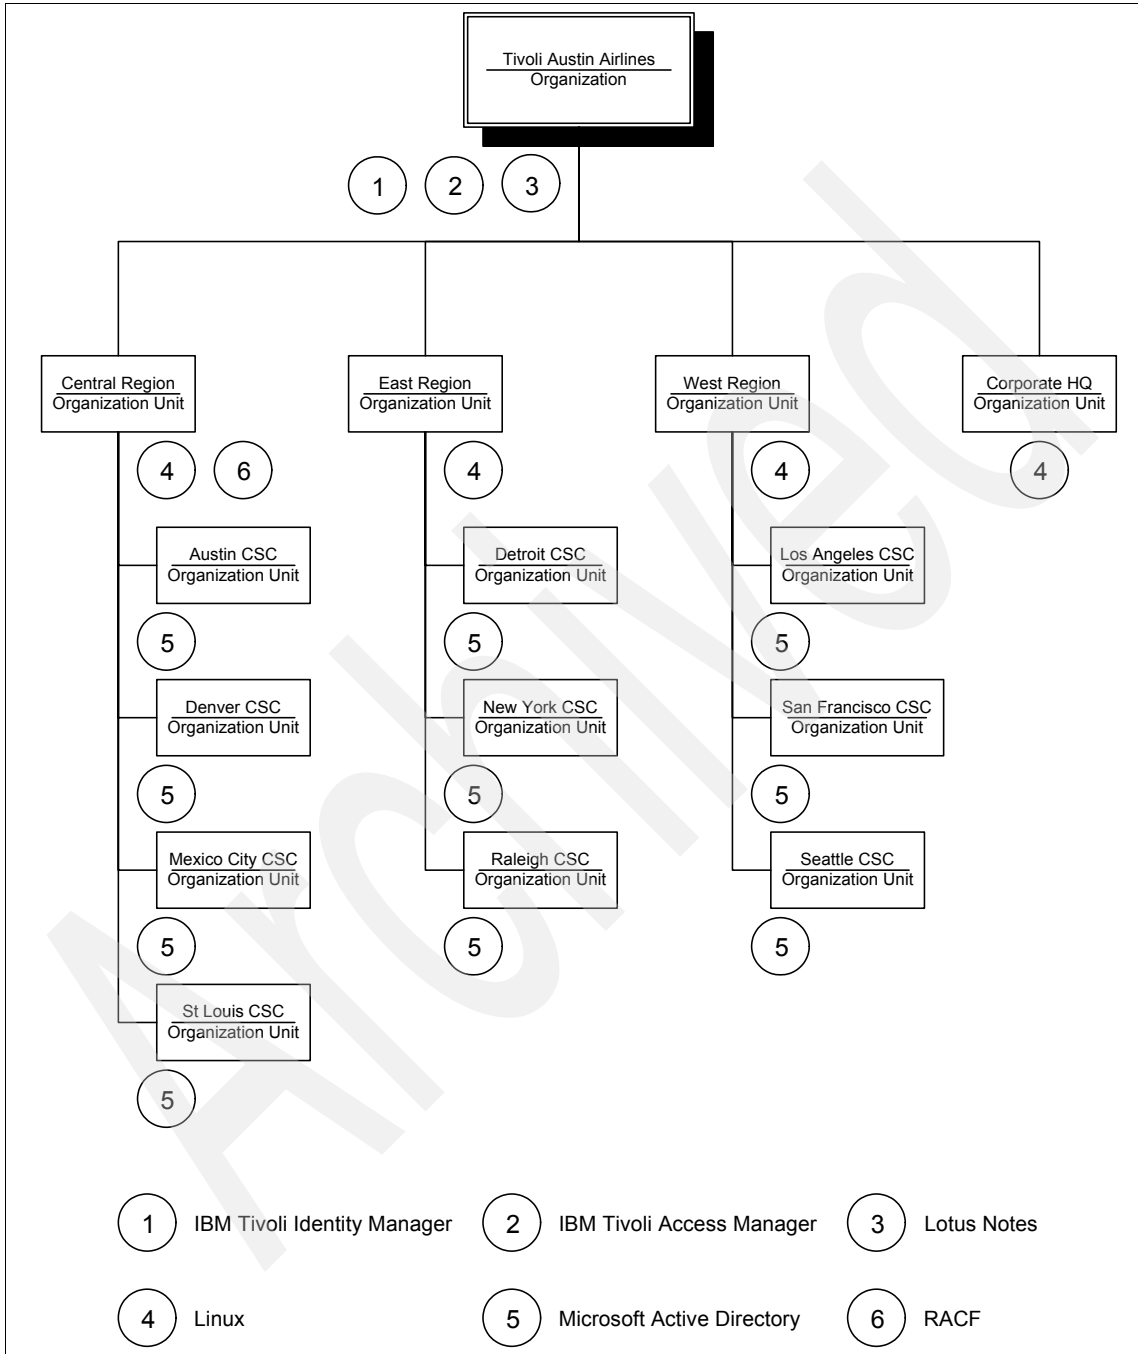 Tivoli Austin Airlines
Organization
1 2 3
Central Region
Organization Unit
East Region
Organization Unit
West Region
Organization Unit
Corporate HQ
Organization Unit
4 6 4 4 4
Austin CSC
Organization Unit
Detroit CSC
Organization Unit
Los Angeles CSC
Organization Unit
5 5 5
Denver CSC
Organization Unit
New York CSC
Organization Unit
San Francisco CSC
Organization Unit
5 5 5
Mexico City CSC
Organization Unit
Raleigh CSC
Organization Unit
Seattle CSC
Organization Unit
5 5 5
St Louis CSC
Organization Unit
5
Archived
1 IBM Tivoli Identity Manager 2 IBM Tivoli Access Manager 3 Lotus Notes
4 Linux 5 Microsoft Active Directory 6 RACF